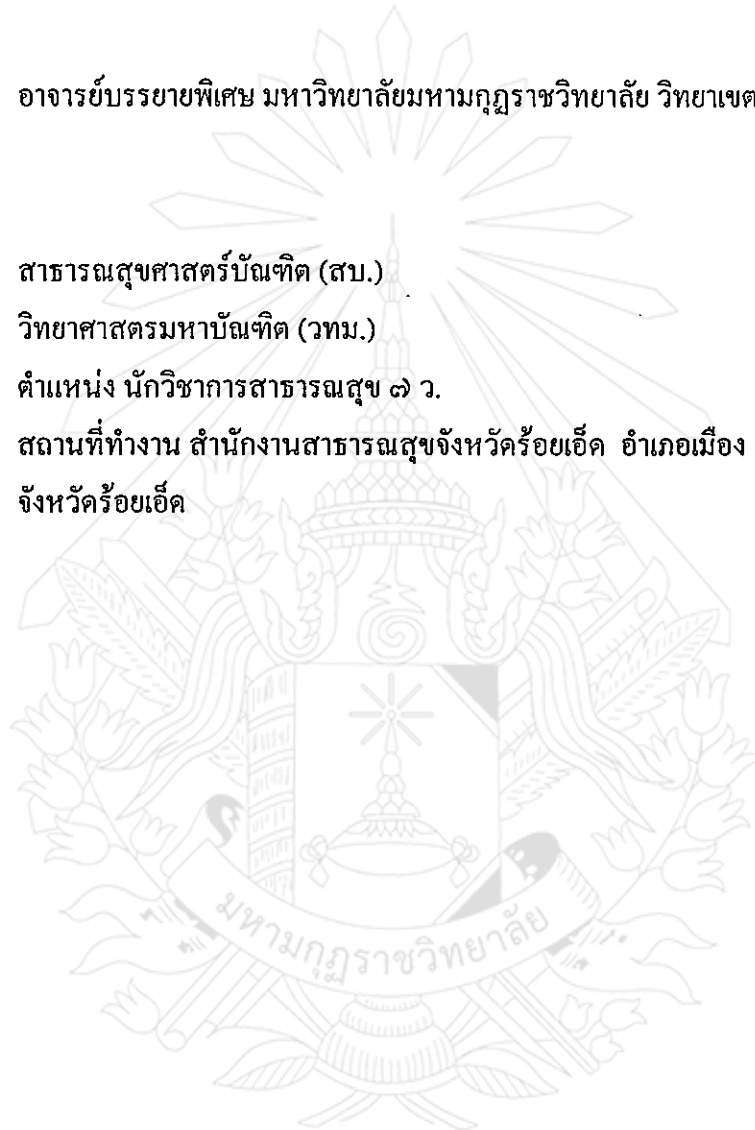 อาจารย์บรรยายพิเศษ มหาวิทยาลัยมหามกุฏราชวิทยาลัย วิทยาเขต
สาธารณสุขศาสตร์บัณฑิต (สบ.)
วิทยาศาสตรมหาบัณฑิต (วทม.)
ตำแหน่ง นักวิชาการสาธารณสุข ๗ ว.
สถานที่ทำงาน สำนักงานสาธารณสุขจังหวัดร้อยเอ็ด อำเภอเมือง
จังหวัดร้อยเอ็ด
มหามกุฏราชวิทยาลัย